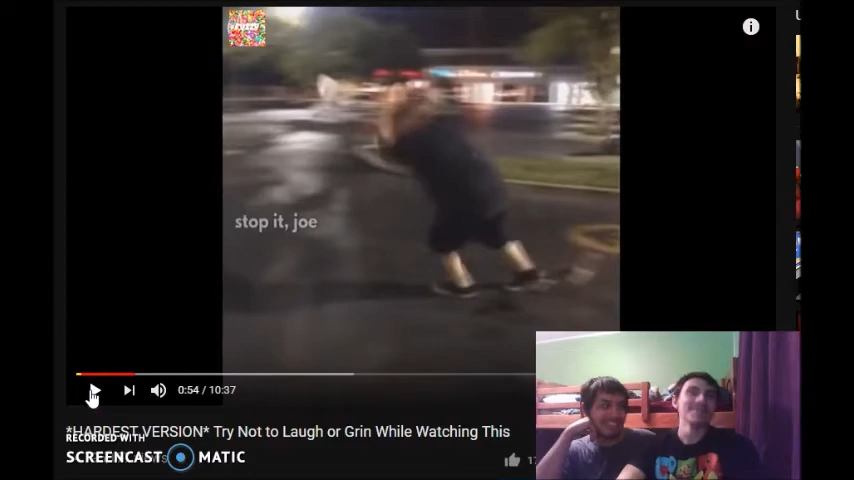 stop it, joe
0:54 / 10:37
*HARDEST VERSION* Try Not to Laugh or Grin While Watching This
RECORDED WITH
SCREENCAST MATIC